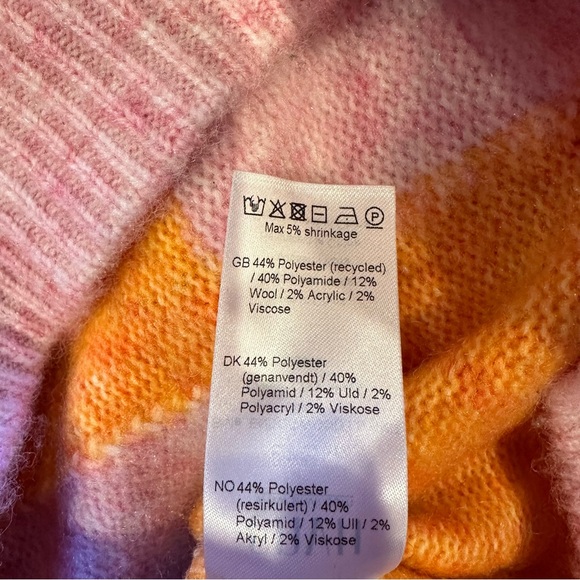 P
Max 5% shrinkage
GB 44% Polyester (recycled)
/ 40% Polyamide / 12%
Wool / 2% Acrylic / 2%
Viscose
DK 44% Polyester
(genanvendt) / 40%
Polyamid / 12% Uld / 2%
Polyacryl / 2% Viskose
NO 44% Polyester
(resirkulert) / 40%
Polyamid / 12% Ull / 2%
Akryl / 2% Viskose